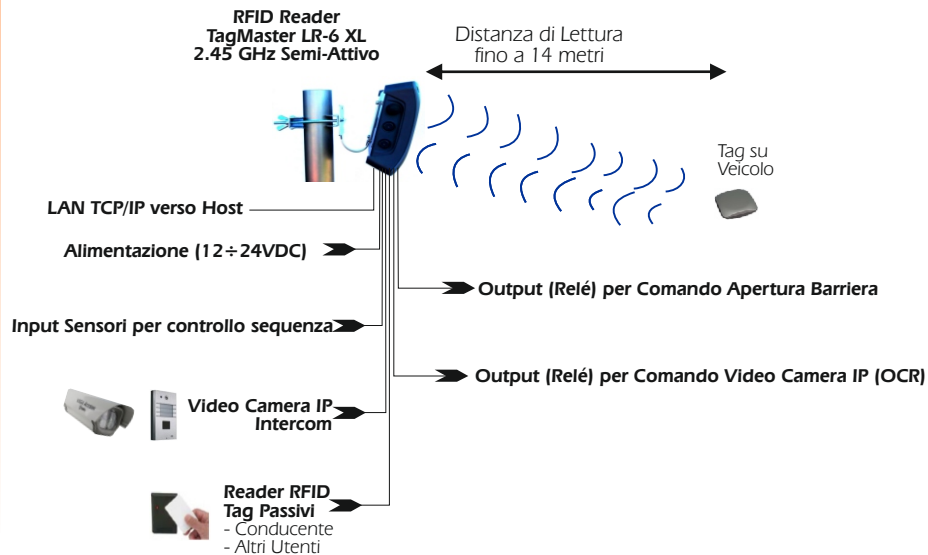 RFID Reader
TagMaster LR-6 XL
2.45 GHz Semi-Attivo
Distanza di Lettura
fino a 14 metri
Tag su
Veicolo
LAN TCP/IP verso Host
Alimentazione (12÷24VDC)
Output (Relé) per Comando Apertura Barriera
Input Sensori per controllo sequenza
Output (Relé) per Comando Video Camera IP (OCR)
Video Camera IP
Intercom
Reader RFID
Tag Passivi
- Conducente
- Altri Utenti